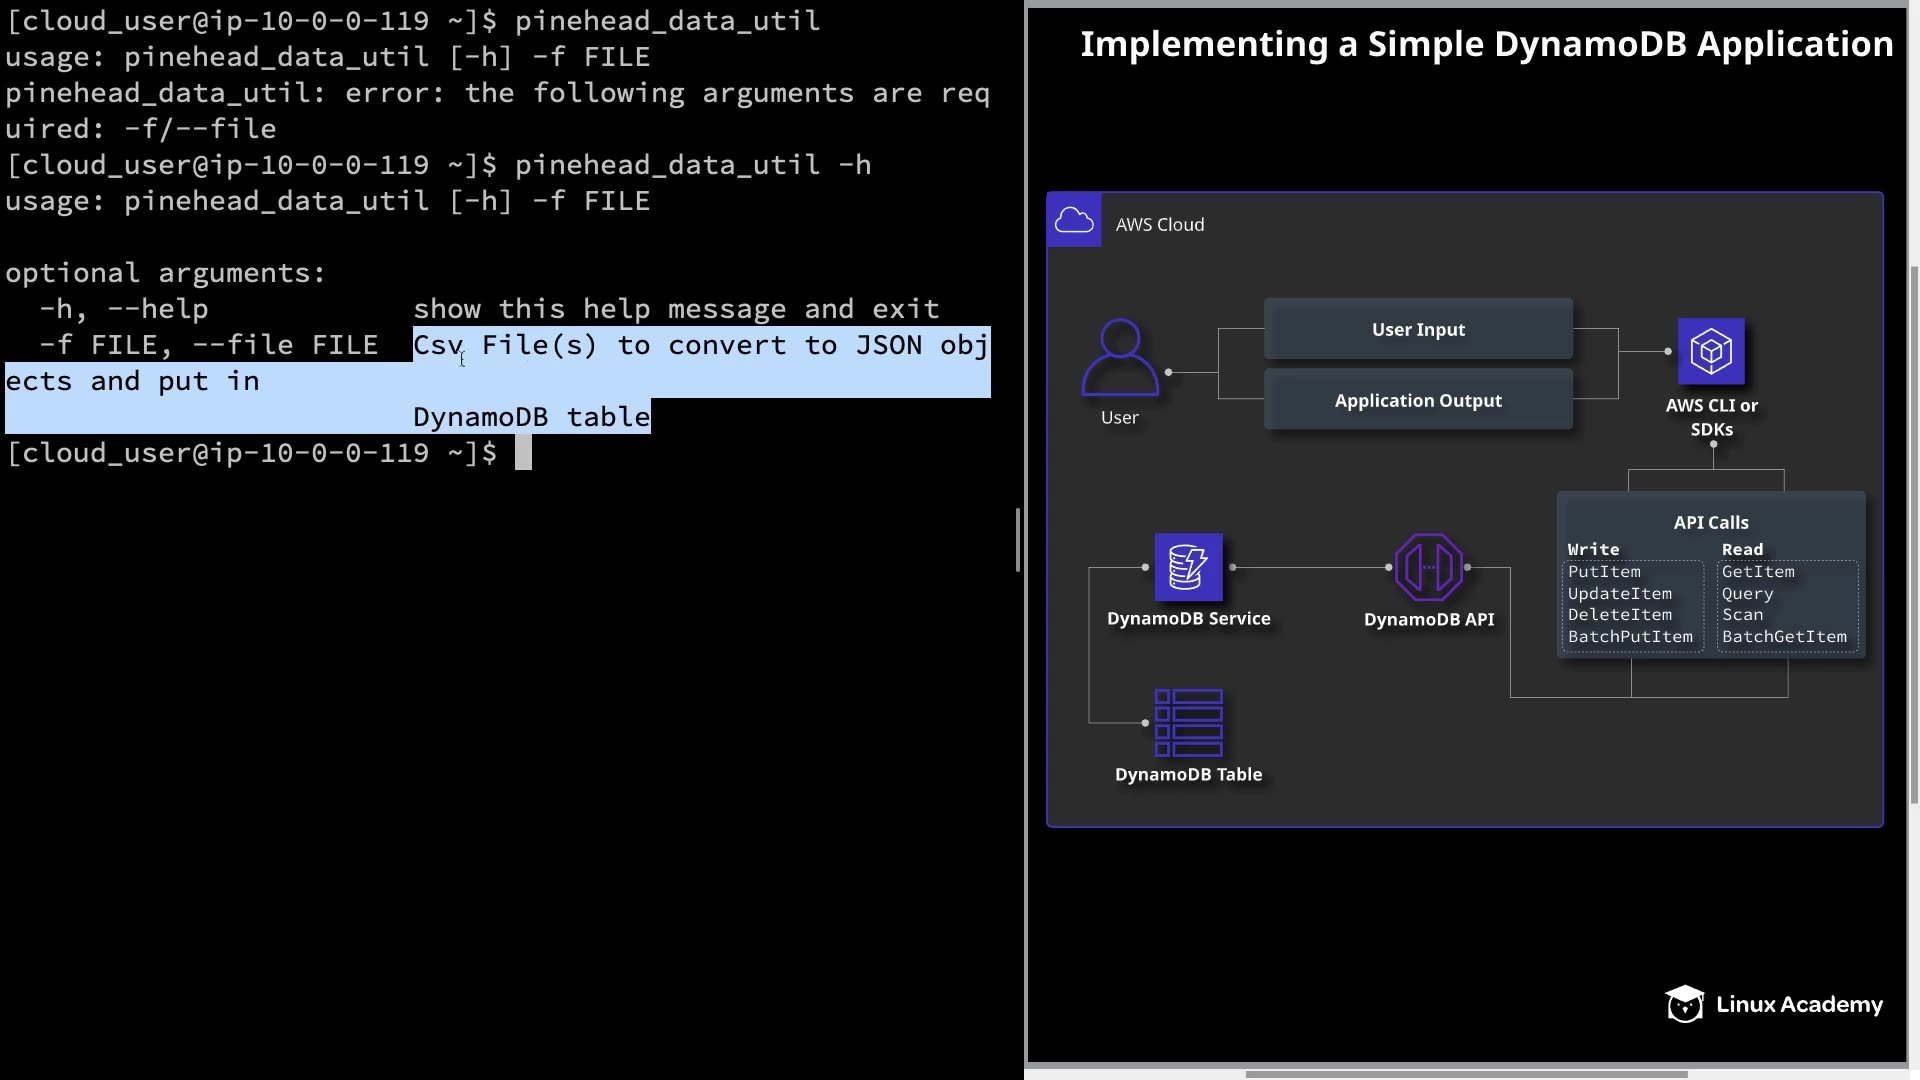 [cloud_user@ip-10-0-0-119 ~]$ pinehead_data_util
usage: pinehead_data_util [-h] -f FILE
pinehead_data_util: error: the following arguments are req
uired: -f/--file
[cloud_user@ip-10-0-0-119 ~]$ pinehead_data_util -h
usage: pinehead_data_util [-h] -f FILE
optional arguments:
-h, --help show this help message and exit
-f FILE, --file FILE Csv File(s) to convert to JSON obj
ects and put in
DynamoDB table
[cloud_user@ip-10-0-0-119 ~]$
Implementing a Simple DynamoDB Application
AWS Cloud
User Input
Application Output
User
AWS CLI or
SDKs
API Calls
Write
PutItem
UpdateItem
DeleteItem
BatchPutItem
Read
GetItem
Query
Scan
BatchGetItem
DynamoDB Service
DynamoDB API
DynamoDB Table
Linux Academy